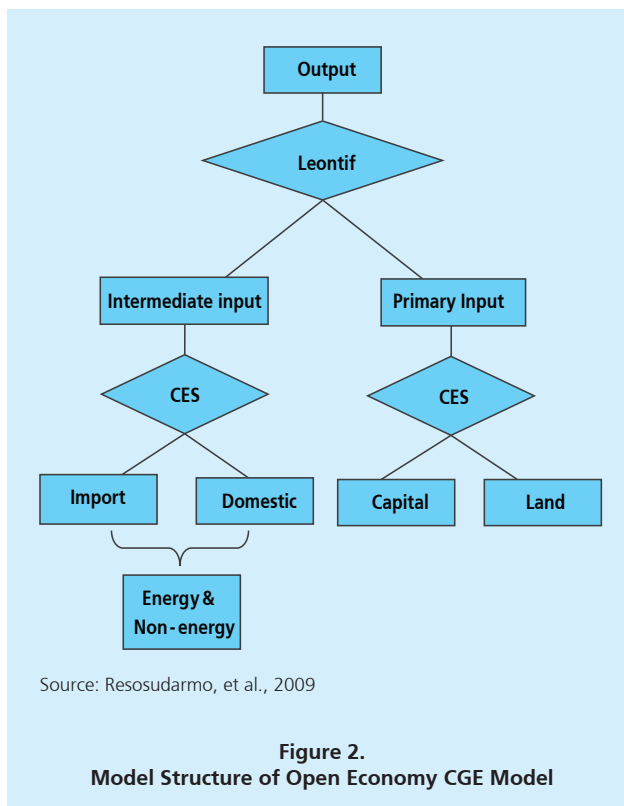 Output
Leontif
Intermediate input
Primary Input
CES
CES
Import
Domestic
Capital
Land
Energy &
Non-energy
Source: Resosudarmo, et al., 2009
Figure 2.
Model Structure of Open Economy CGE Model